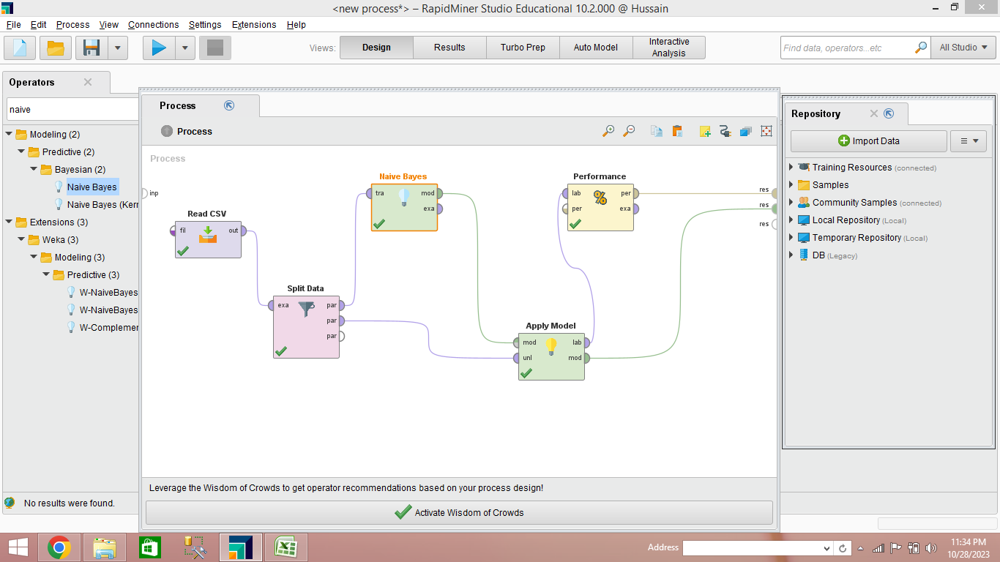 <new process*> – RapidMiner Studio Educational 10.2.000 @ Hussain
File Edit Process View Connections Settings Extensions Help
Views: Design Results Turbo Prep Auto Model Interactive Analysis
Find data, operators...etc All Studio
Operators
naive
Modeling (2)
Predictive (2)
Bayesian (2)
Naive Bayes
Naive Bayes (Kerr
Extensions (3)
Weka (3)
Modeling (3)
Predictive (3)
W-NaiveBayes
W-NaiveBayes
W-Complemer
No results were found.
Process
Process
Process
inp
Read CSV
fil out
Split Data
exa par
par
par
Naive Bayes
tra mod
exa
Apply Model
mod lab
unl mod
Performance
lab per
per exa
res
res
res
Leverage the Wisdom of Crowds to get operator recommendations based on your process design!
Activate Wisdom of Crowds
Repository
Import Data
Training Resources (connected)
Samples
Community Samples (connected)
Local Repository (Local)
Temporary Repository (Local)
DB (Legacy)
Address
11:34 PM
10/28/2023